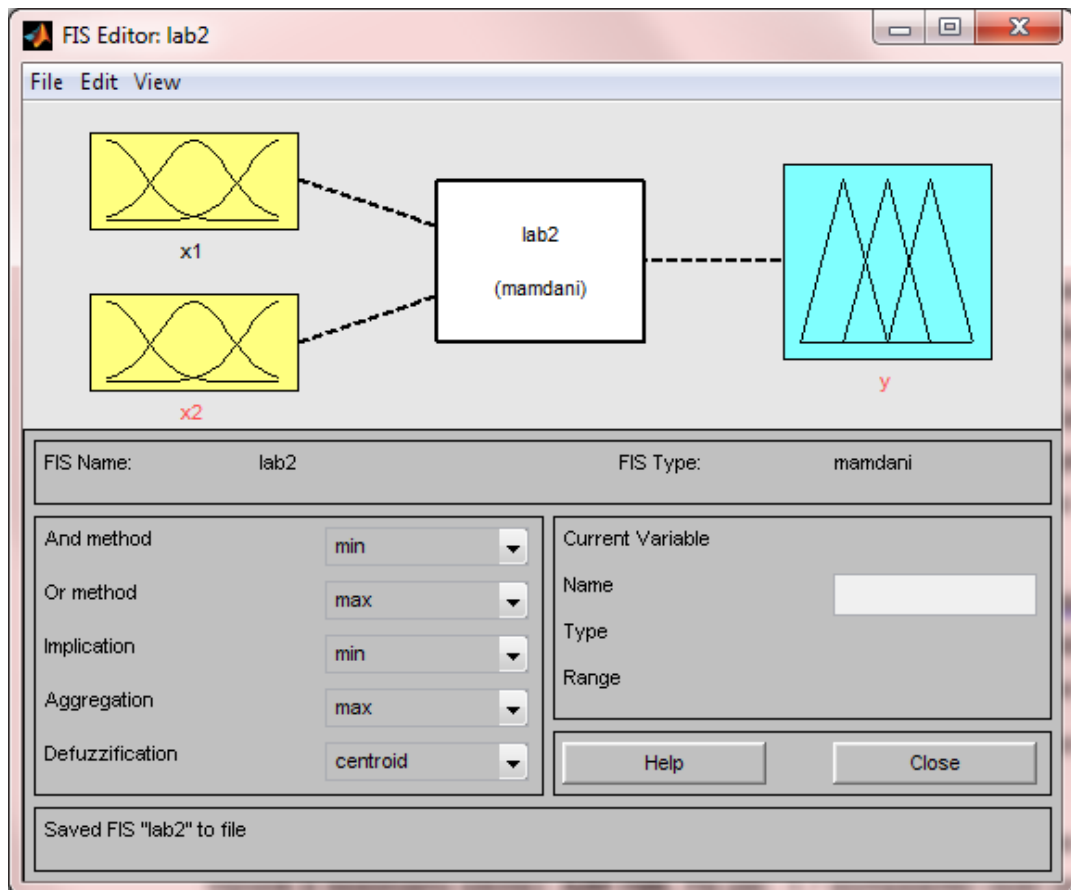 FIS Editor: lab2
File Edit View
x1
x2
lab2
(mamdani)
y
FIS Name: lab2 FIS Type: mamdani
And method min
Or method max
Implication min
Aggregation max
Defuzzification centroid
Current Variable
Name
Type
Range
Help Close
Saved FIS "lab2" to file